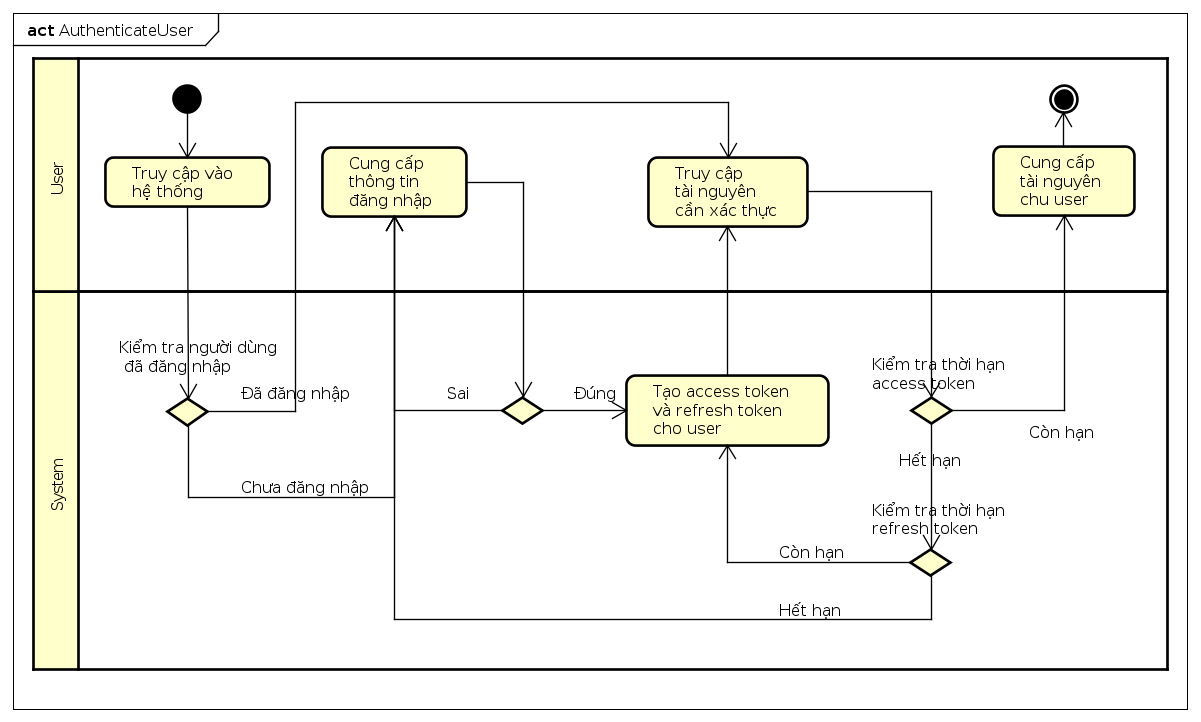 act AuthenticateUser
User
Truy cập vào
hệ thống
Cung cấp
thông tin
đăng nhập
Truy cập
tài nguyên
cần xác thực
Cung cấp
tài nguyên
chu user
System
Kiểm tra người dùng
đã đăng nhập
Đã đăng nhập
Chưa đăng nhập
Sai
Đúng
Tạo access token
và refresh token
cho user
Kiểm tra thời hạn
access token
Còn hạn
Hết hạn
Kiểm tra thời hạn
refresh token
Còn hạn
Hết hạn